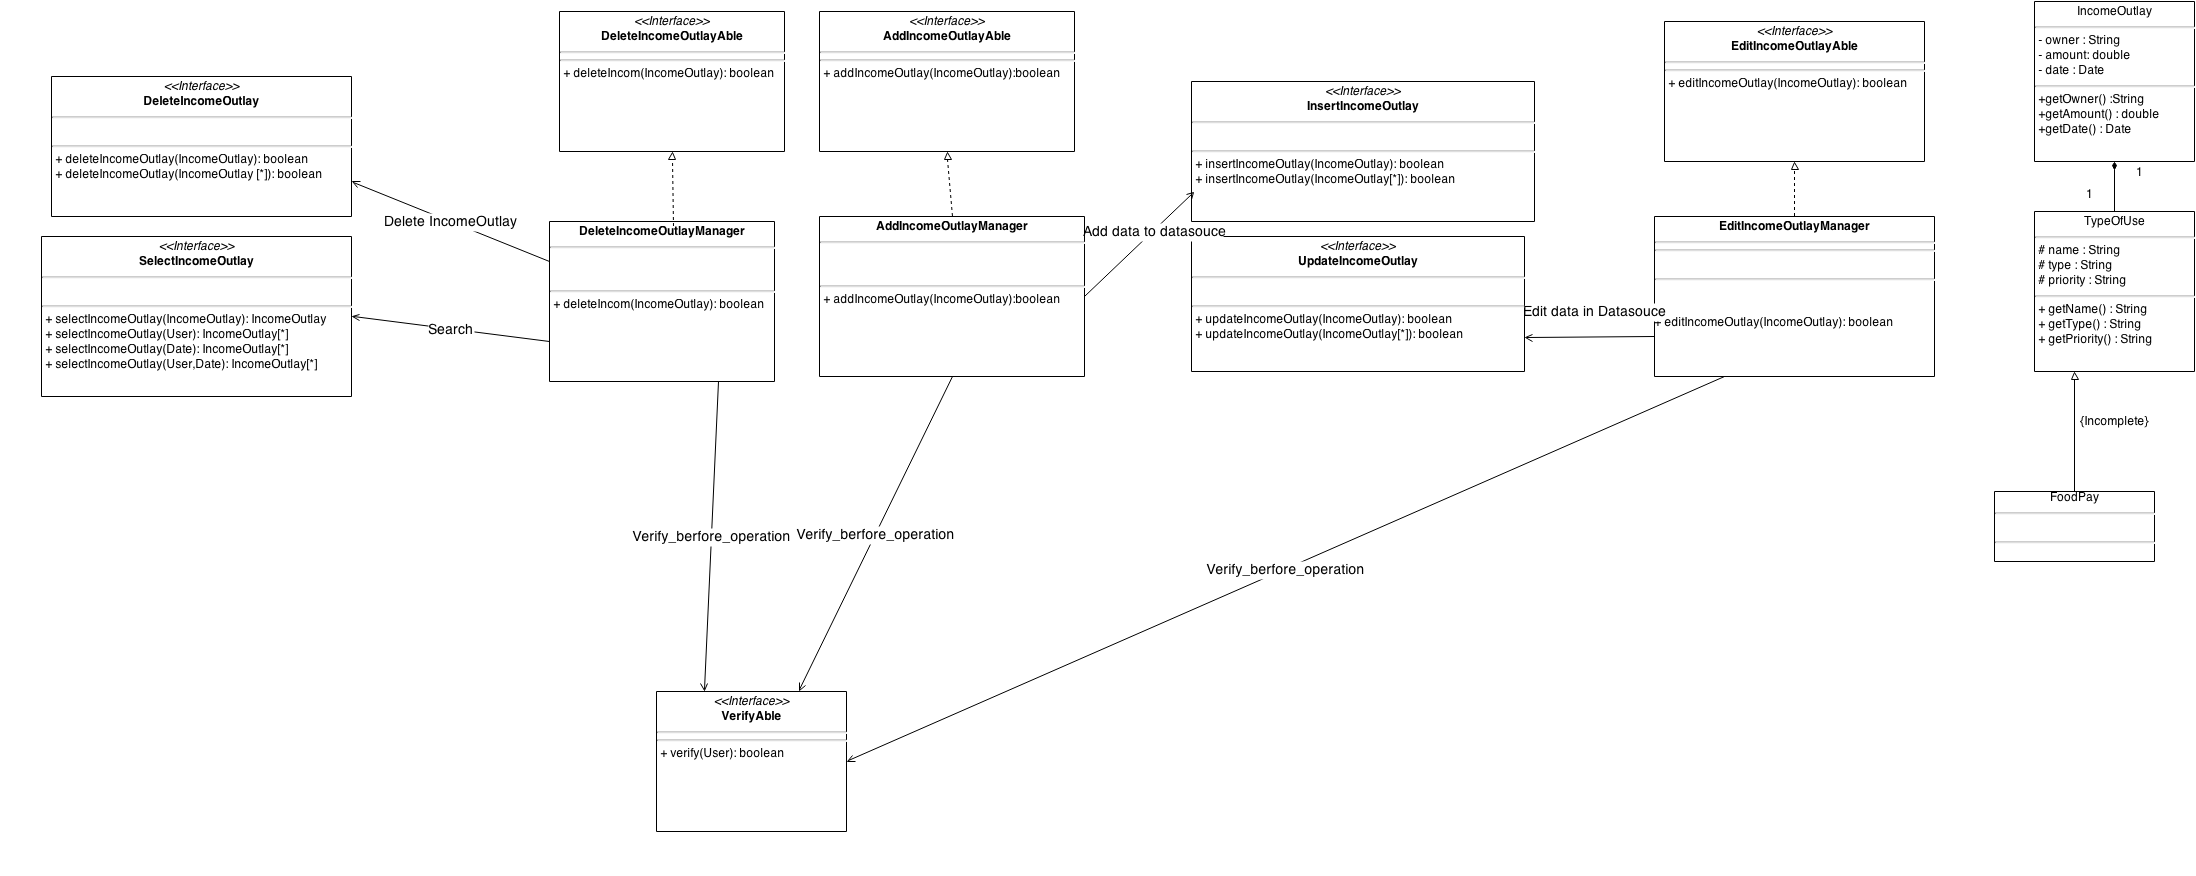 <<Interface>>
DeleteIncomeOutlay
+ deleteIncomeOutlay(IncomeOutlay): boolean
+ deleteIncomeOutlay(IncomeOutlay [*]): boolean
<<Interface>>
SelectIncomeOutlay
+ selectIncomeOutlay(IncomeOutlay): IncomeOutlay
+ selectIncomeOutlay(User): IncomeOutlay[*]
+ selectIncomeOutlay(Date): IncomeOutlay[*]
+ selectIncomeOutlay(User,Date): IncomeOutlay[*]
Delete IncomeOutlay
Search
<<Interface>>
DeleteIncomeOutlayAble
+ deleteIncom(IncomeOutlay): boolean
DeleteIncomeOutlayManager
+ deleteIncom(IncomeOutlay): boolean
<<Interface>>
AddIncomeOutlayAble
+ addIncomeOutlay(IncomeOutlay):boolean
AddIncomeOutlayManager
+ addIncomeOutlay(IncomeOutlay):boolean
Add data to datasouce
<<Interface>>
InsertIncomeOutlay
+ insertIncomeOutlay(IncomeOutlay): boolean
+ insertIncomeOutlay(IncomeOutlay[*]): boolean
<<Interface>>
UpdateIncomeOutlay
+ updateIncomeOutlay(IncomeOutlay): boolean
+ updateIncomeOutlay(IncomeOutlay[*]): boolean
Edit data in Datasouce
<<Interface>>
EditIncomeOutlayAble
+ editIncomeOutlay(IncomeOutlay): boolean
EditIncomeOutlayManager
+ editIncomeOutlay(IncomeOutlay): boolean
IncomeOutlay
- owner : String
- amount: double
- date : Date
+getOwner() :String
+getAmount() : double
+getDate() : Date
1
1
TypeOfUse
# name : String
# type : String
# priority : String
+ getName() : String
+ getType() : String
+ getPriority() : String
{Incomplete}
FoodPay
Verify_berfore_operation
Verify_berfore_operation
Verify_berfore_operation
<<Interface>>
VerifyAble
+ verify(User): boolean